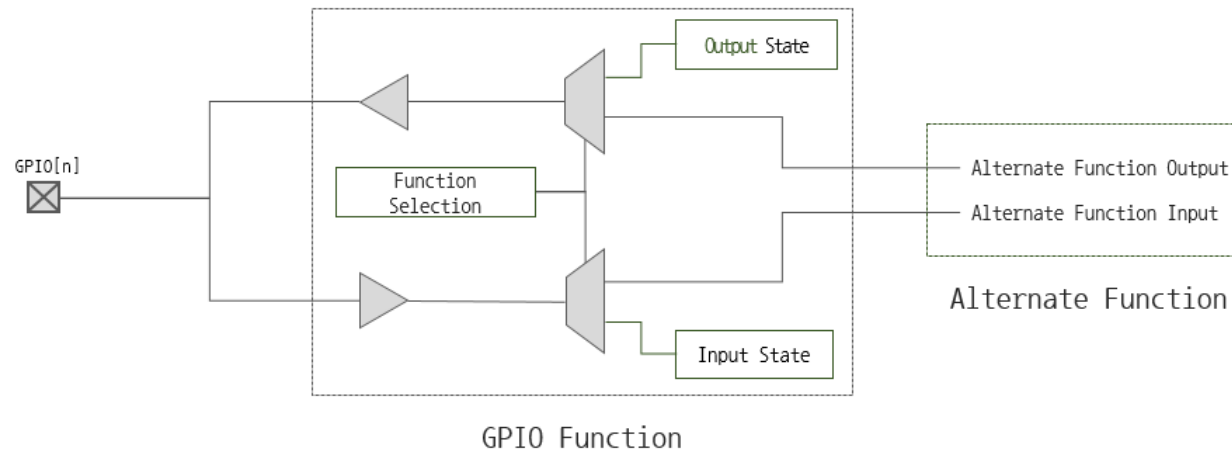 Output State
GPIO[n]
Function
Selection
Alternate Function Output
Alternate Function Input
Alternate Function
Input State
GPIO Function